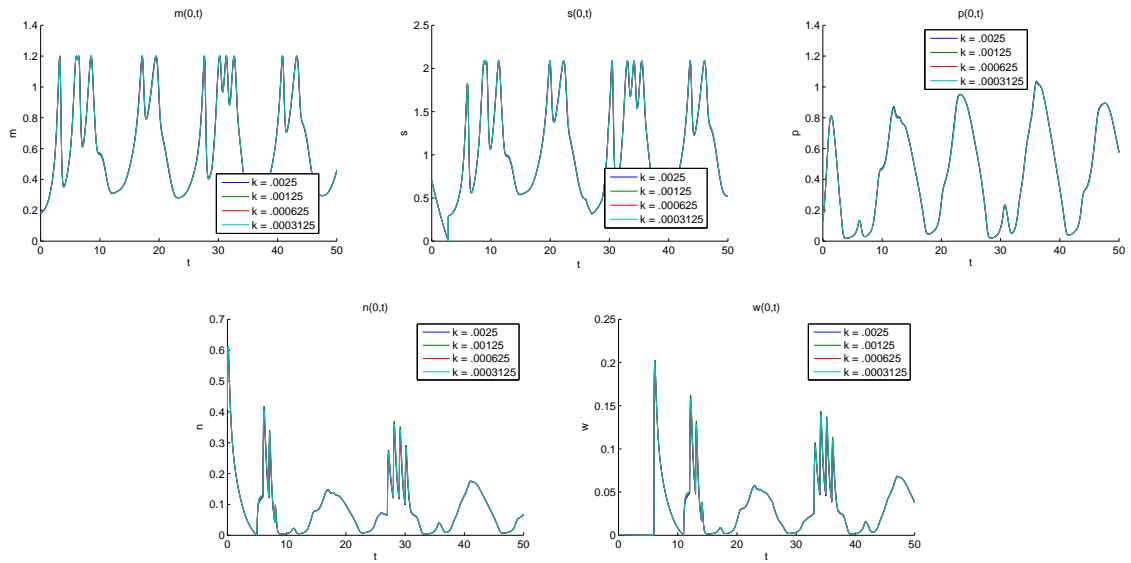 m(0,t)
1.4
1.2
1
0.8
0.6
0.4
0.2
0
m
0
10
20
30
40
50
t
k = .0025
k = .00125
k = .000625
k = .0003125
s(0,t)
2.5
2
1.5
1
0.5
0
s
0
10
20
30
40
50
t
k = .0025
k = .00125
k = .000625
k = .0003125
p(0,t)
1.4
1.2
1
0.8
0.6
0.4
0.2
0
p
0
10
20
30
40
50
t
k = .0025
k = .00125
k = .000625
k = .0003125
n(0,t)
0.7
0.6
0.5
0.4
0.3
0.2
0.1
0
n
0
10
20
30
40
50
t
k = .0025
k = .00125
k = .000625
k = .0003125
w(0,t)
0.25
0.2
0.15
0.1
0.05
0
w
0
10
20
30
40
50
t
k = .0025
k = .00125
k = .000625
k = .0003125